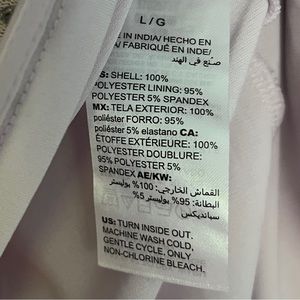 L / G
E IN INDIA/ HECHO EN
A/ FABRIQUÉ EN INDE/
صنع في الهند
S: SHELL: 100%
POLYESTER LINING: 95%
POLYESTER 5% SPANDEX
MX: TELA EXTERIOR: 100%
poliéster FORRO: 95%
poliéster 5% elastano CA:
ÉTOFFE EXTÉRIEURE: 100%
POLYESTER DOUBLURE:
95% POLYESTER 5%
SPANDEX AE/KW:
القماش الخارجي: 100% بوليستر
البطانة: 95% بوليستر 5%
سبانديكس
US: TURN INSIDE OUT.
MACHINE WASH COLD,
GENTLE CYCLE. ONLY
NON-CHLORINE BLEACH.